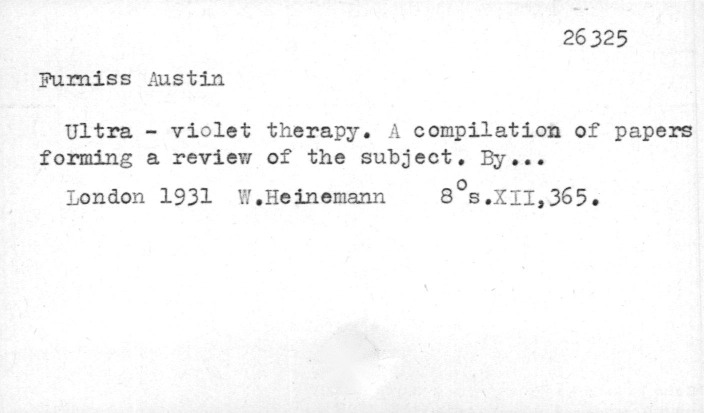 26325
Furniss Austin
Ultra - violet therapy. A compilation of papers
forming a review of the subject. By...
London 1931 W.Heinemann 8°s.XII,365.